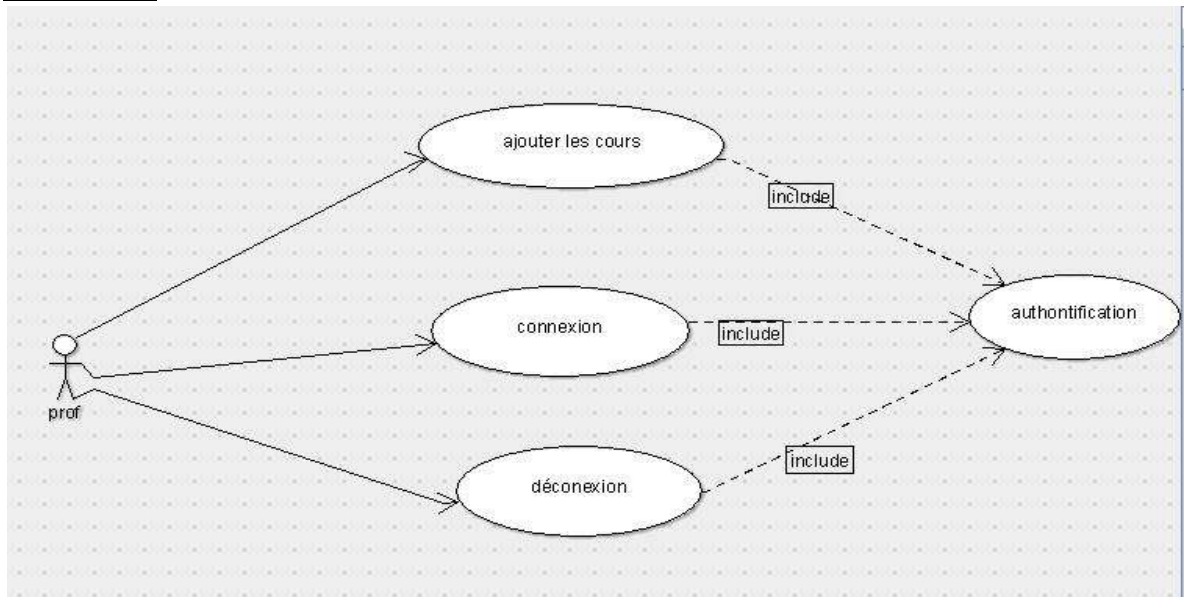 ajouter les cours
include
connexion
include
authontification
prof
déconexion
include